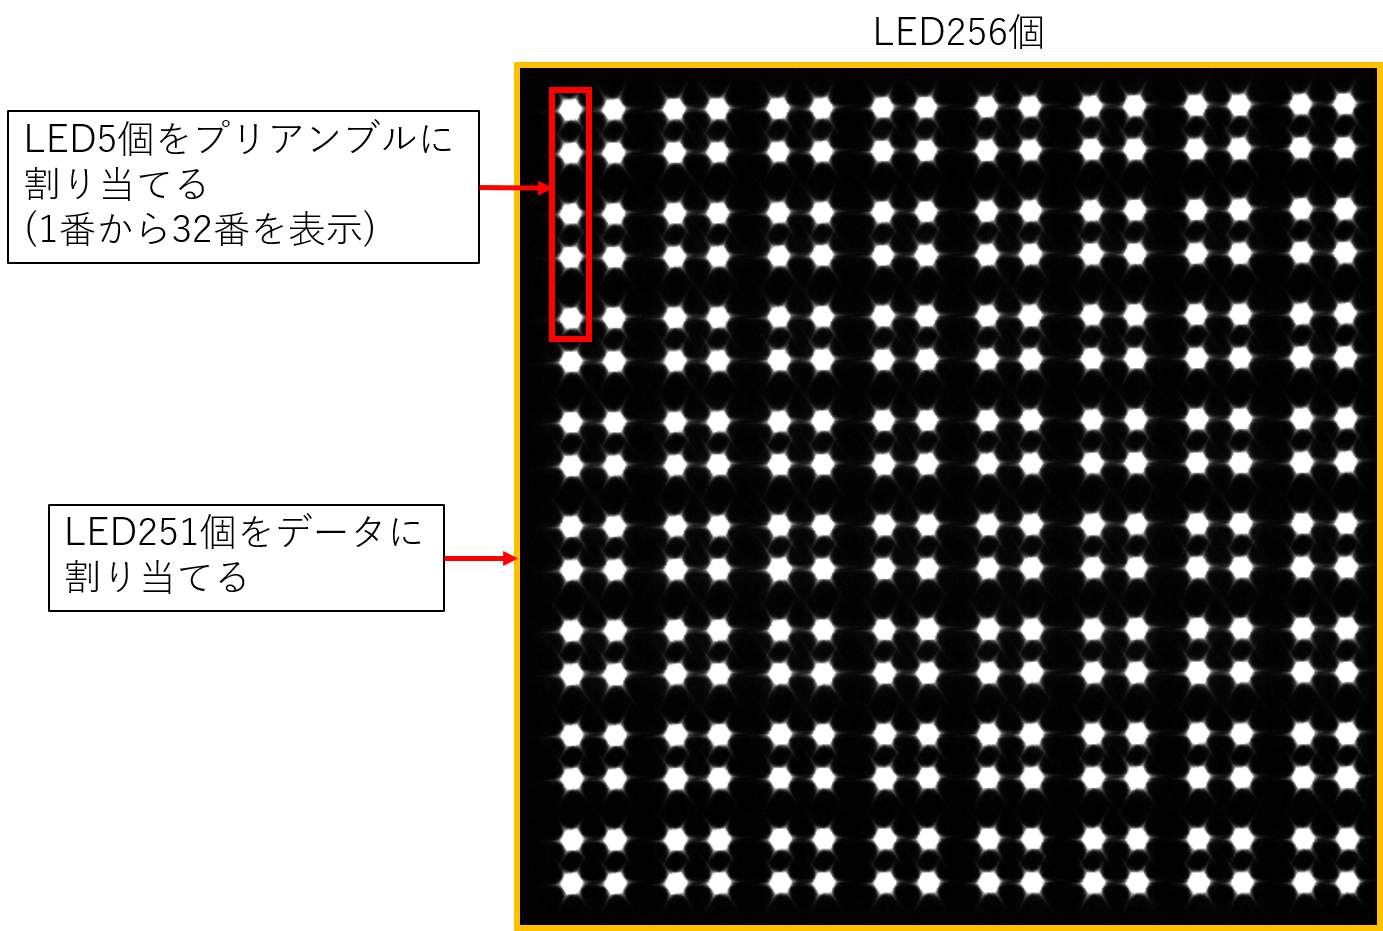 LED256個
LED5個をプリアンブルに
割り当てる
(1番から32番を表示)
LED251個をデータに
割り当てる